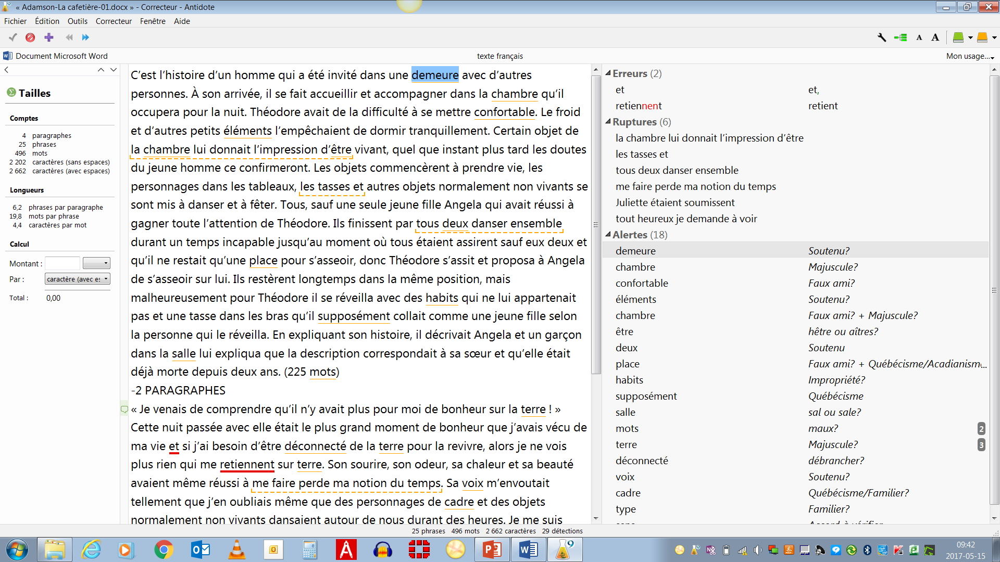 « Adamson-La cafetière-01.docx » - Correcteur - Antidote
Fichier Édition Outils Correcteur Fenêtre Aide
A A
Document Microsoft Word
texte français
Mon usage...
Tailles
Comptes
4 paragraphes
25 phrases
496 mots
2 202 caractères (sans espaces)
2 662 caractères (avec espaces)
Longueurs
6,2 phrases par paragraphe
19,8 mots par phrase
4,4 caractères par mot
Calcul
Montant :
Par : caractère (avec es
Total : 0,00
C’est l’histoire d’un homme qui a été invité dans une demeure avec d’autres
personnes. À son arrivée, il se fait accueillir et accompagner dans la chambre qu’il
occupera pour la nuit. Théodore avait de la difficulté à se mettre confortable. Le froid
et d’autres petits éléments l’empêchaient de dormir tranquillement. Certain objet de
la chambre lui donnait l’impression d’être vivant, quel que instant plus tard les doutes
du jeune homme ce confirmeront. Les objets commencèrent à prendre vie, les
personnages dans les tableaux, les tasses et autres objets normalement non vivants se
sont mis à danser et à fêter. Tous, sauf une seule jeune fille Angela qui avait réussi à
gagner toute l’attention de Théodore. Ils finissent par tous deux danser ensemble
durant un temps incapable jusqu’au moment où tous étaient assirent sauf eux deux et
qu’il ne restait qu’une place pour s’asseoir, donc Théodore s’assit et proposa à Angela
de s’asseoir sur lui. Ils restèrent longtemps dans la même position, mais
malheureusement pour Théodore il se réveilla avec des habits qui ne lui appartenait
pas et une tasse dans les bras qu’il supposément collait comme une jeune fille selon
la personne qui le réveilla. En expliquant son histoire, il décrivait Angela et un garçon
dans la salle lui expliqua que la description correspondait à sa sœur et qu’elle était
déjà morte depuis deux ans. (225 mots)
-2 PARAGRAPHES
« Je venais de comprendre qu’il n’y avait plus pour moi de bonheur sur la terre ! »
Cette nuit passée avec elle était le plus grand moment de bonheur que j’avais vécu de
ma vie et si j’ai besoin d’être déconnecté de la terre pour la revivre, alors je ne vois
plus rien qui me retiennent sur terre. Son sourire, son odeur, sa chaleur et sa beauté
avaient même réussi à me faire perde ma notion du temps. Sa voix m’envoutait
tellement que j’en oubliais même que des personnages de cadre et des objets
normalement non vivants dansaient autour de nous durant des heures. Je me suis
Erreurs (2)
et et,
retiennent retient
Ruptures (6)
la chambre lui donnait l’impression d’être
les tasses et
tous deux danser ensemble
me faire perde ma notion du temps
Juliette étaient soumissent
tout heureux je demande à voir
Alertes (18)
demeure Soutenu?
chambre Majuscule?
confortable Faux ami?
éléments Soutenu?
chambre Faux ami? + Majuscule?
être hêtre ou aîtres?
deux Soutenu
place Faux ami? + Québécisme/Acadianism...
habits Impropriété?
supposément Québécisme
salle sal ou sale?
mots maux? 2
terre Majuscule? 3
déconnecté débrancher?
voix Soutenu?
cadre Québécisme/Familier?
type Familier?
sens Accord à vérifier
25 phrases 496 mots 2 662 caractères 29 détections
09:42
2017-05-15